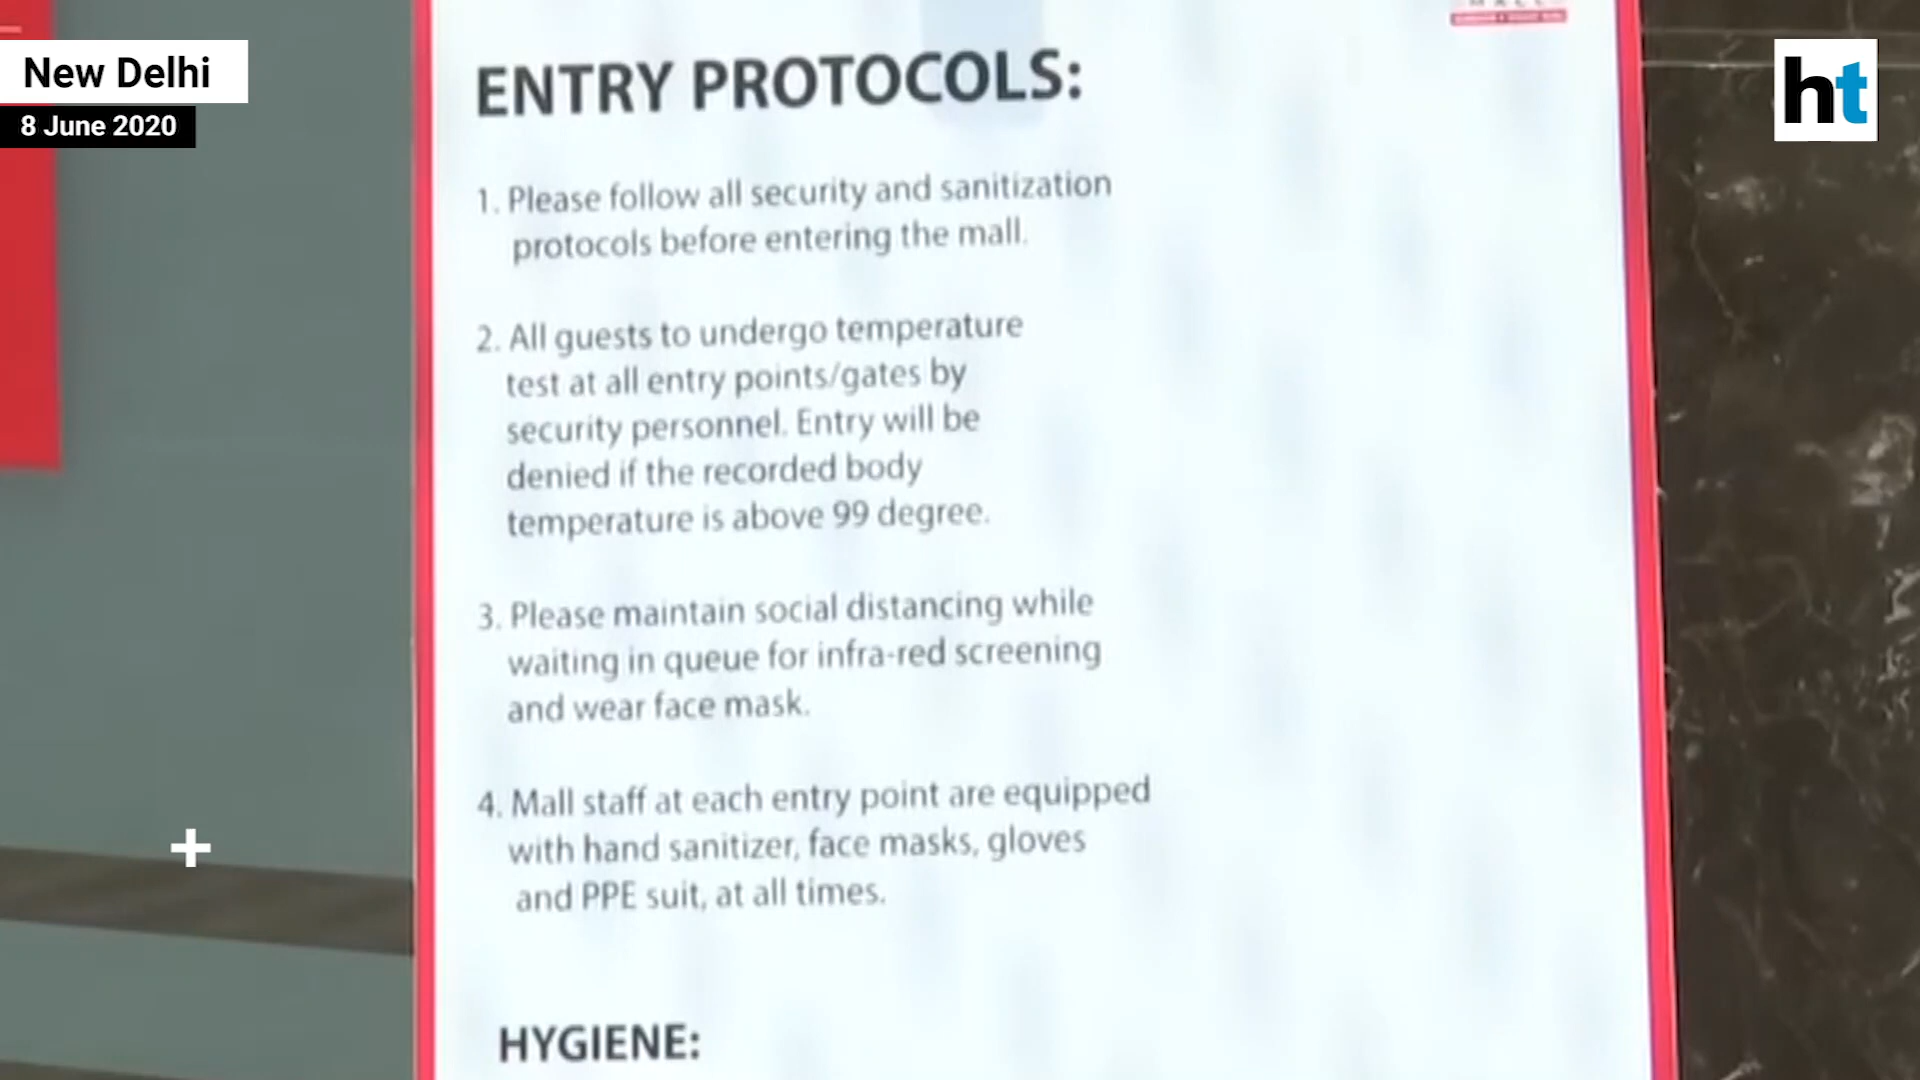 New Delhi
8 June 2020
ht
ENTRY PROTOCOLS:
1. Please follow all security and sanitization
protocols before entering the mall.
2. All guests to undergo temperature
test at all entry points/gates by
security personnel. Entry will be
denied if the recorded body
temperature is above 99 degree.
3. Please maintain social distancing while
waiting in queue for infra-red screening
and wear face mask.
4. Mall staff at each entry point are equipped
with hand sanitizer, face masks, gloves
and PPE suit, at all times.
HYGIENE: